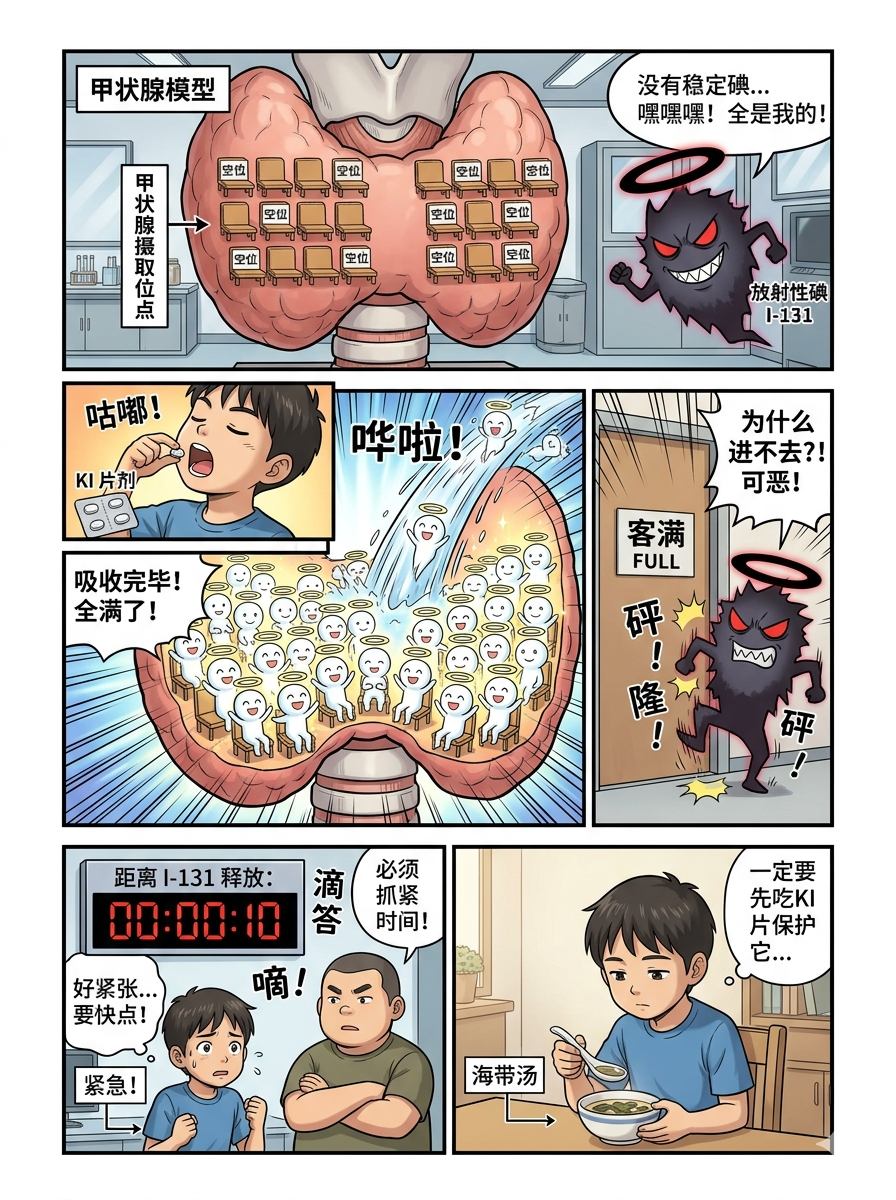 甲状腺模型
没有稳定碘...
嘿嘿嘿！全是我的！
甲状腺摄取位点
空位
空位
空位
空位
空位
空位
空位
空位
空位
空位
空位
空位
放射性碘
I-131
咕嘟！
KI 片剂
哗啦！
吸收完毕！
全满了！
为什么
进不去?!
可恶！
客满
FULL
砰！隆！
砰！
距离 I-131 释放：
00:00:10
滴答
嘀！
必须
抓紧
时间！
好紧张...
要快点！
紧急！
一定要
先吃KI
片保护
它...
海带汤